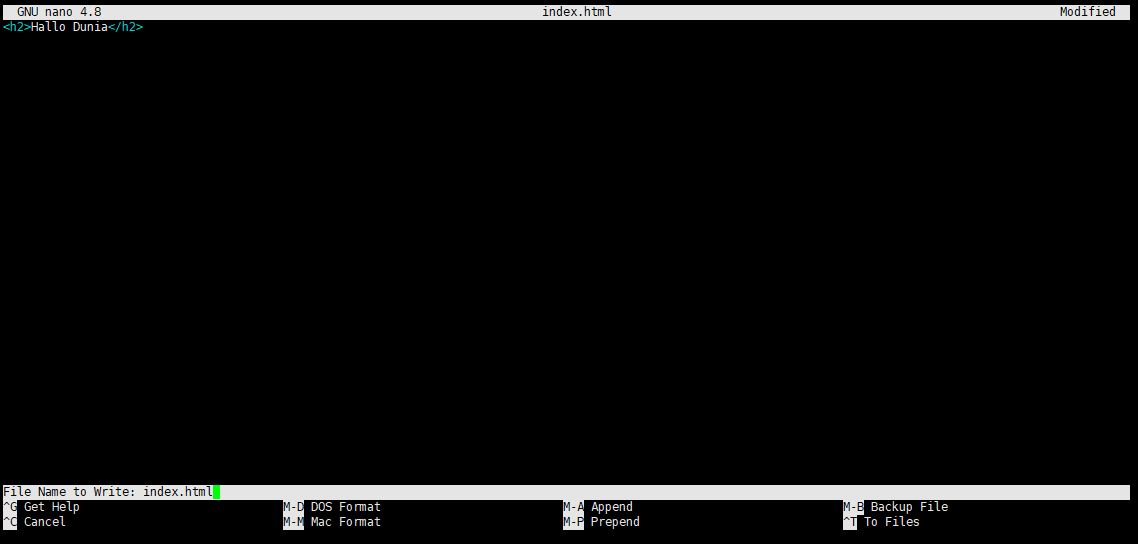 GNU nano 4.8 index.html Modified
<h2>Hallo Dunia</h2>
File Name to Write: index.html
^G Get Help M-D DOS Format M-A Append M-B Backup File
^C Cancel M-M Mac Format M-P Prepend ^T To Files